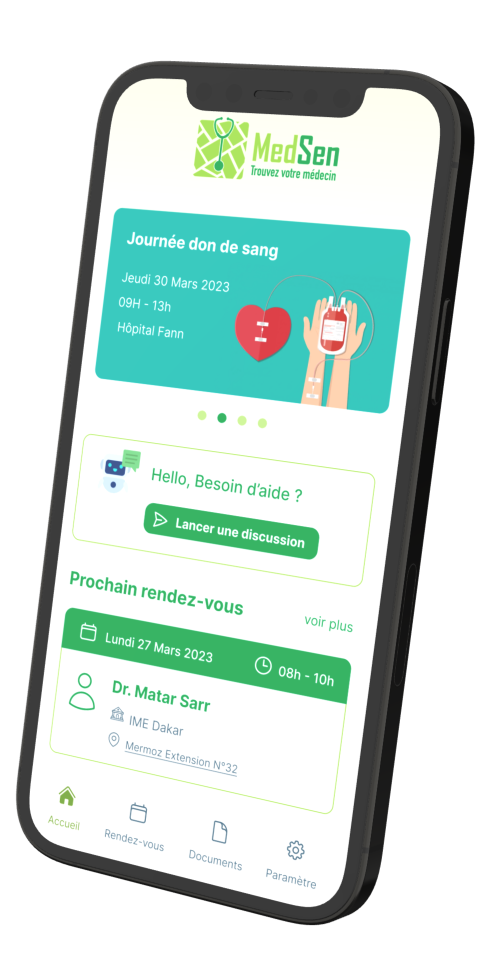 MedSen
Trouvez votre médecin
Journée don de sang
Jeudi 30 Mars 2023
09H - 13h
Hôpital Fann
Hello, Besoin d'aide ?
Lancer une discussion
Prochain rendez-vous
voir plus
Lundi 27 Mars 2023
08h - 10h
Dr. Matar Sarr
IME Dakar
Mermoz Extension N°32
Accueil
Rendez-vous
Documents
Paramètre